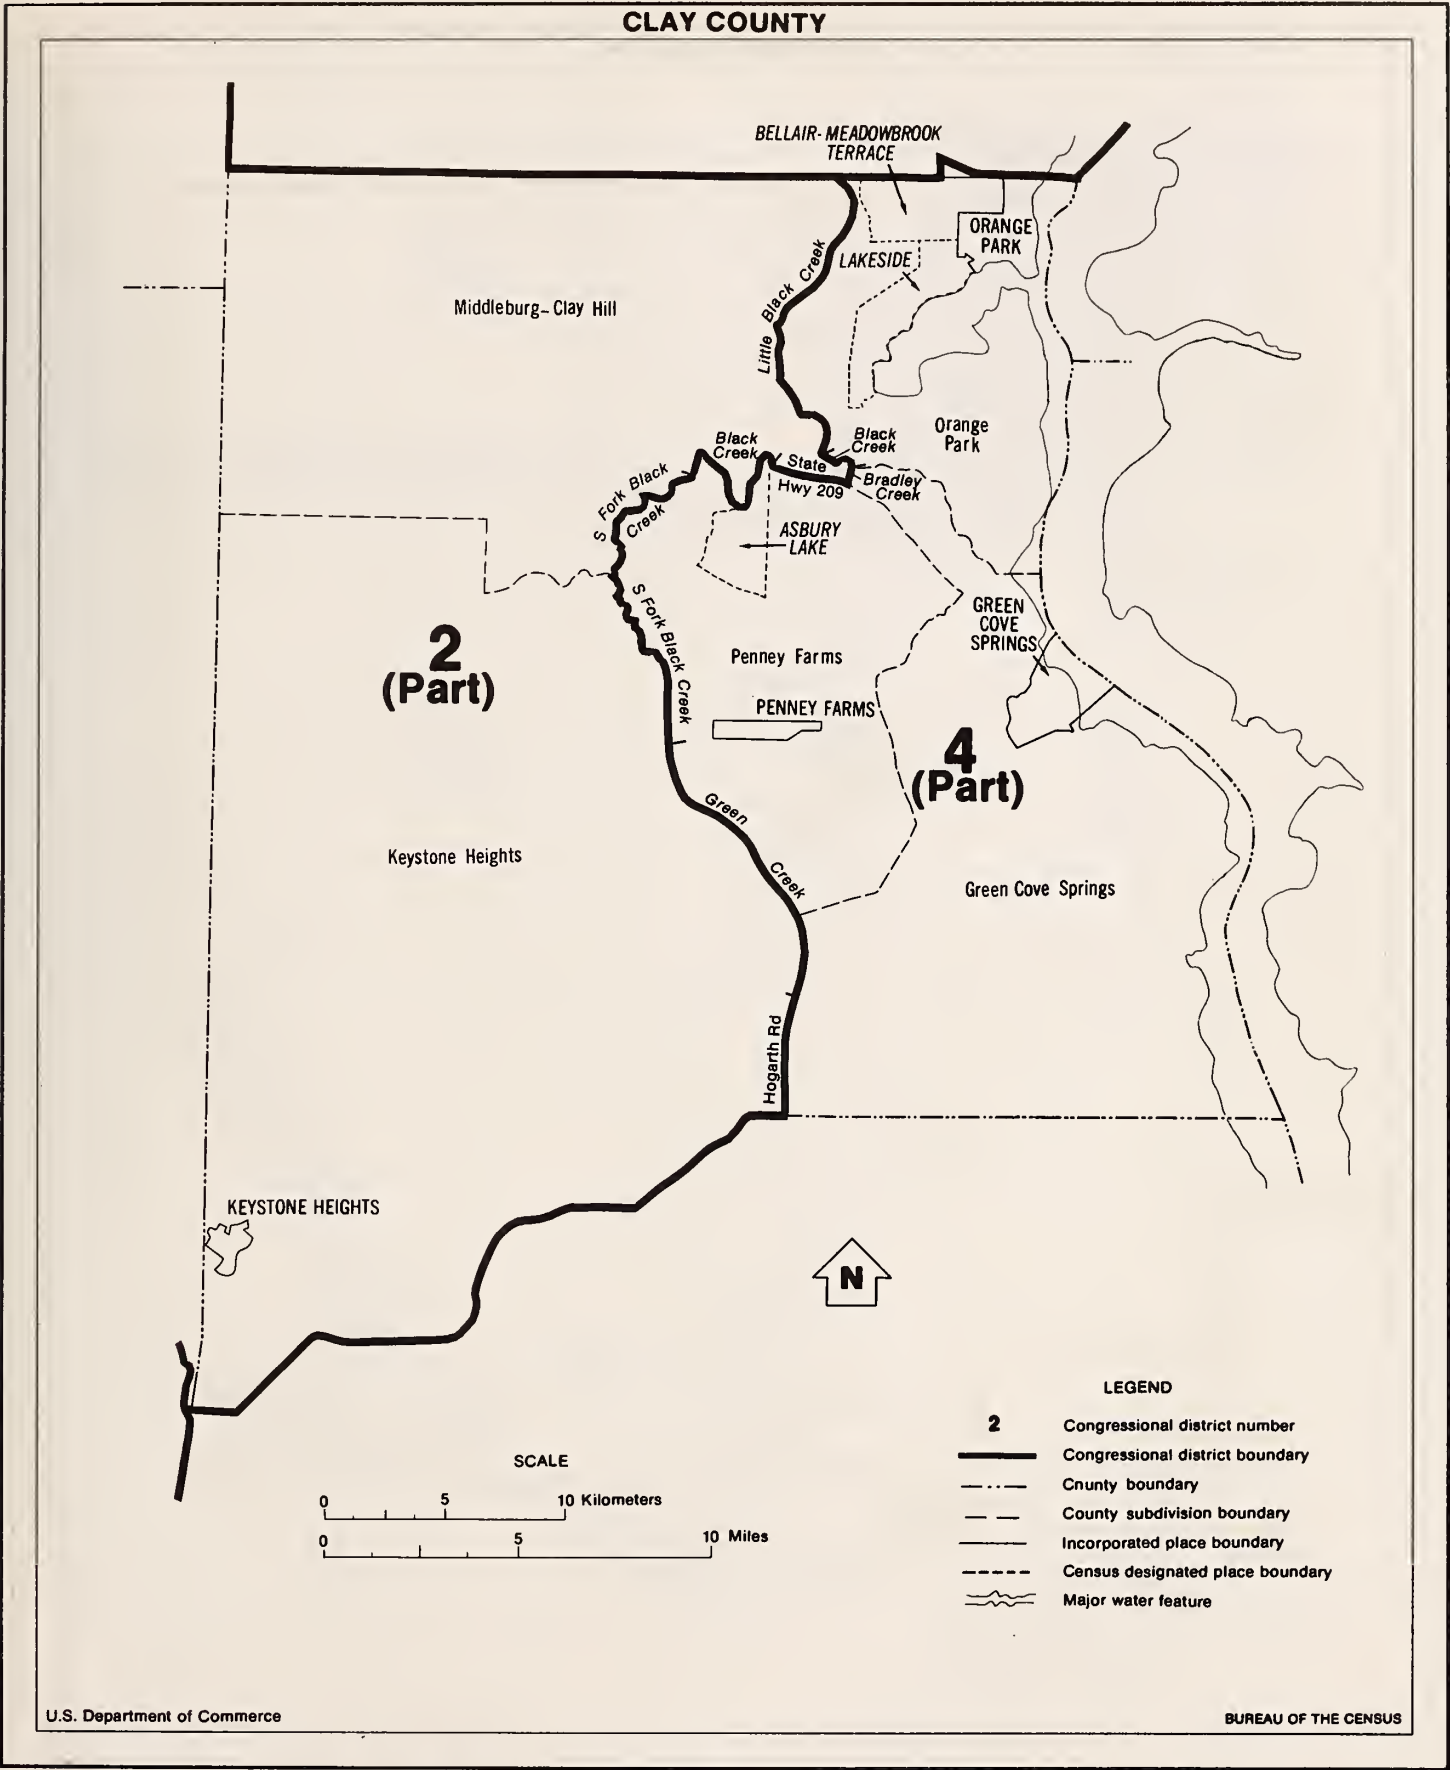 CLAY COUNTY
BELLAIR-MEADOWBROOK
TERRACE
ORANGE
PARK
LAKESIDE
Little Black Creek
Middleburg-Clay Hill
Orange
Park
Black
Creek
Black
Creek
State
Hwy 209
Bradley
Creek
S Fork Black
Creek
ASBURY
LAKE
S Fork Black Creek
GREEN
COVE
SPRINGS
2
(Part)
Penney Farms
PENNEY FARMS
4
(Part)
Green
Creek
Keystone Heights
Green Cove Springs
Hogarth Rd
KEYSTONE HEIGHTS
N
LEGEND
2 Congressional district number
Congressional district boundary
Cnunty boundary
County subdivision boundary
Incorporated place boundary
Census designated place boundary
Major water feature
SCALE
0 5 10 Kilometers
0 5 10 Miles
U.S. Department of Commerce
BUREAU OF THE CENSUS